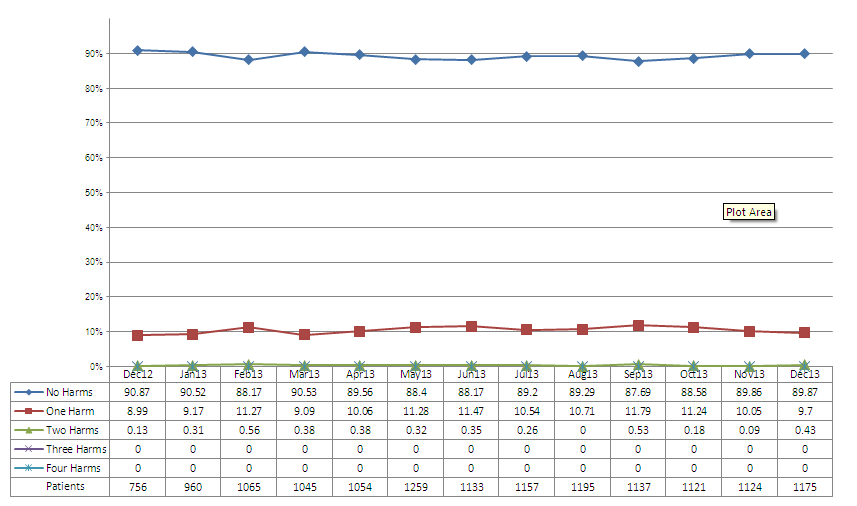 90%
80%
70%
60%
50%
Plot Area
40%
30%
20%
10%
0%
Dec12 Jan13 Feb13 Mar13 Apr13 May13 Jun13 Jul13 Aug13 Sep13 Oct13 Nov13 Dec13
No Harms 90.87 90.52 88.17 90.53 89.56 88.4 88.17 89.2 89.29 87.69 88.58 89.86 89.87
One Harm 8.99 9.17 11.27 9.09 10.06 11.28 11.47 10.54 10.71 11.79 11.24 10.05 9.7
Two Harms 0.13 0.31 0.56 0.38 0.38 0.32 0.35 0.26 0 0.53 0.18 0.09 0.43
Three Harms 0 0 0 0 0 0 0 0 0 0 0 0 0
Four Harms 0 0 0 0 0 0 0 0 0 0 0 0 0
Patients 756 960 1065 1045 1054 1259 1133 1157 1195 1137 1121 1124 1175